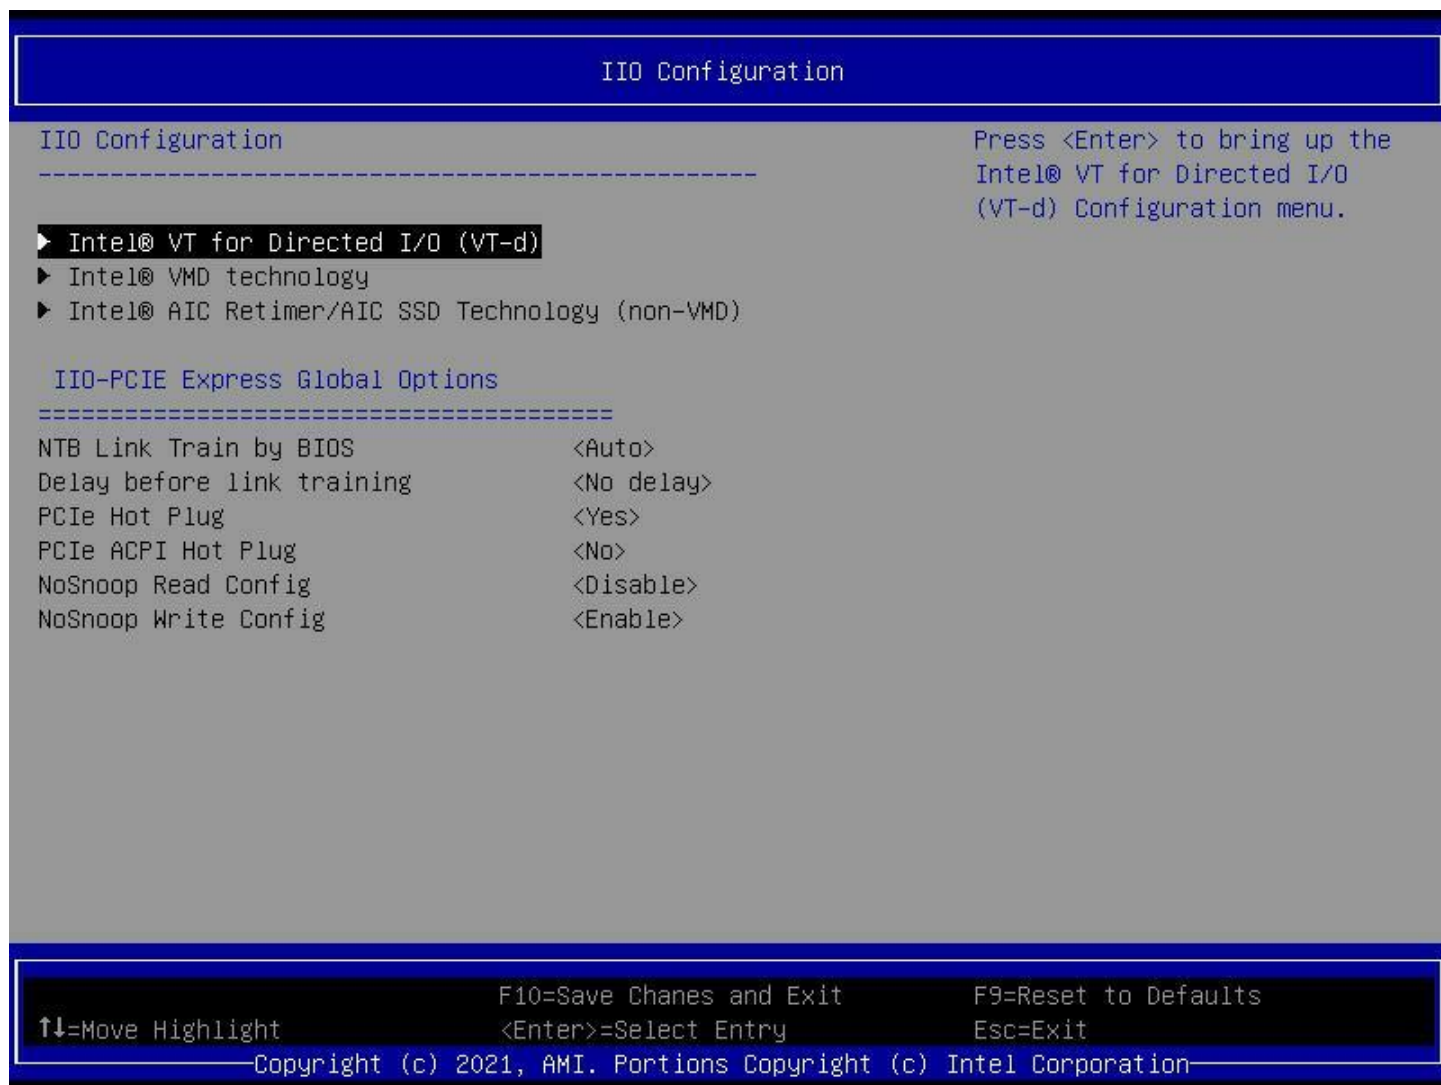 IIO Configuration
IIO Configuration
--------------------------------------------------
Press <Enter> to bring up the
Intel® VT for Directed I/O
(VT-d) Configuration menu.
▶ Intel® VT for Directed I/O (VT-d)
▶ Intel® VMD technology
▶ Intel® AIC Retimer/AIC SSD Technology (non-VMD)
IIO-PCIE Express Global Options
========================================
NTB Link Train by BIOS <Auto>
Delay before link training <No delay>
PCIe Hot Plug <Yes>
PCIe ACPI Hot Plug <No>
NoSnoop Read Config <Disable>
NoSnoop Write Config <Enable>
F10=Save Chanes and Exit F9=Reset to Defaults
↑↓=Move Highlight <Enter>=Select Entry Esc=Exit
Copyright (c) 2021, AMI. Portions Copyright (c) Intel Corporation